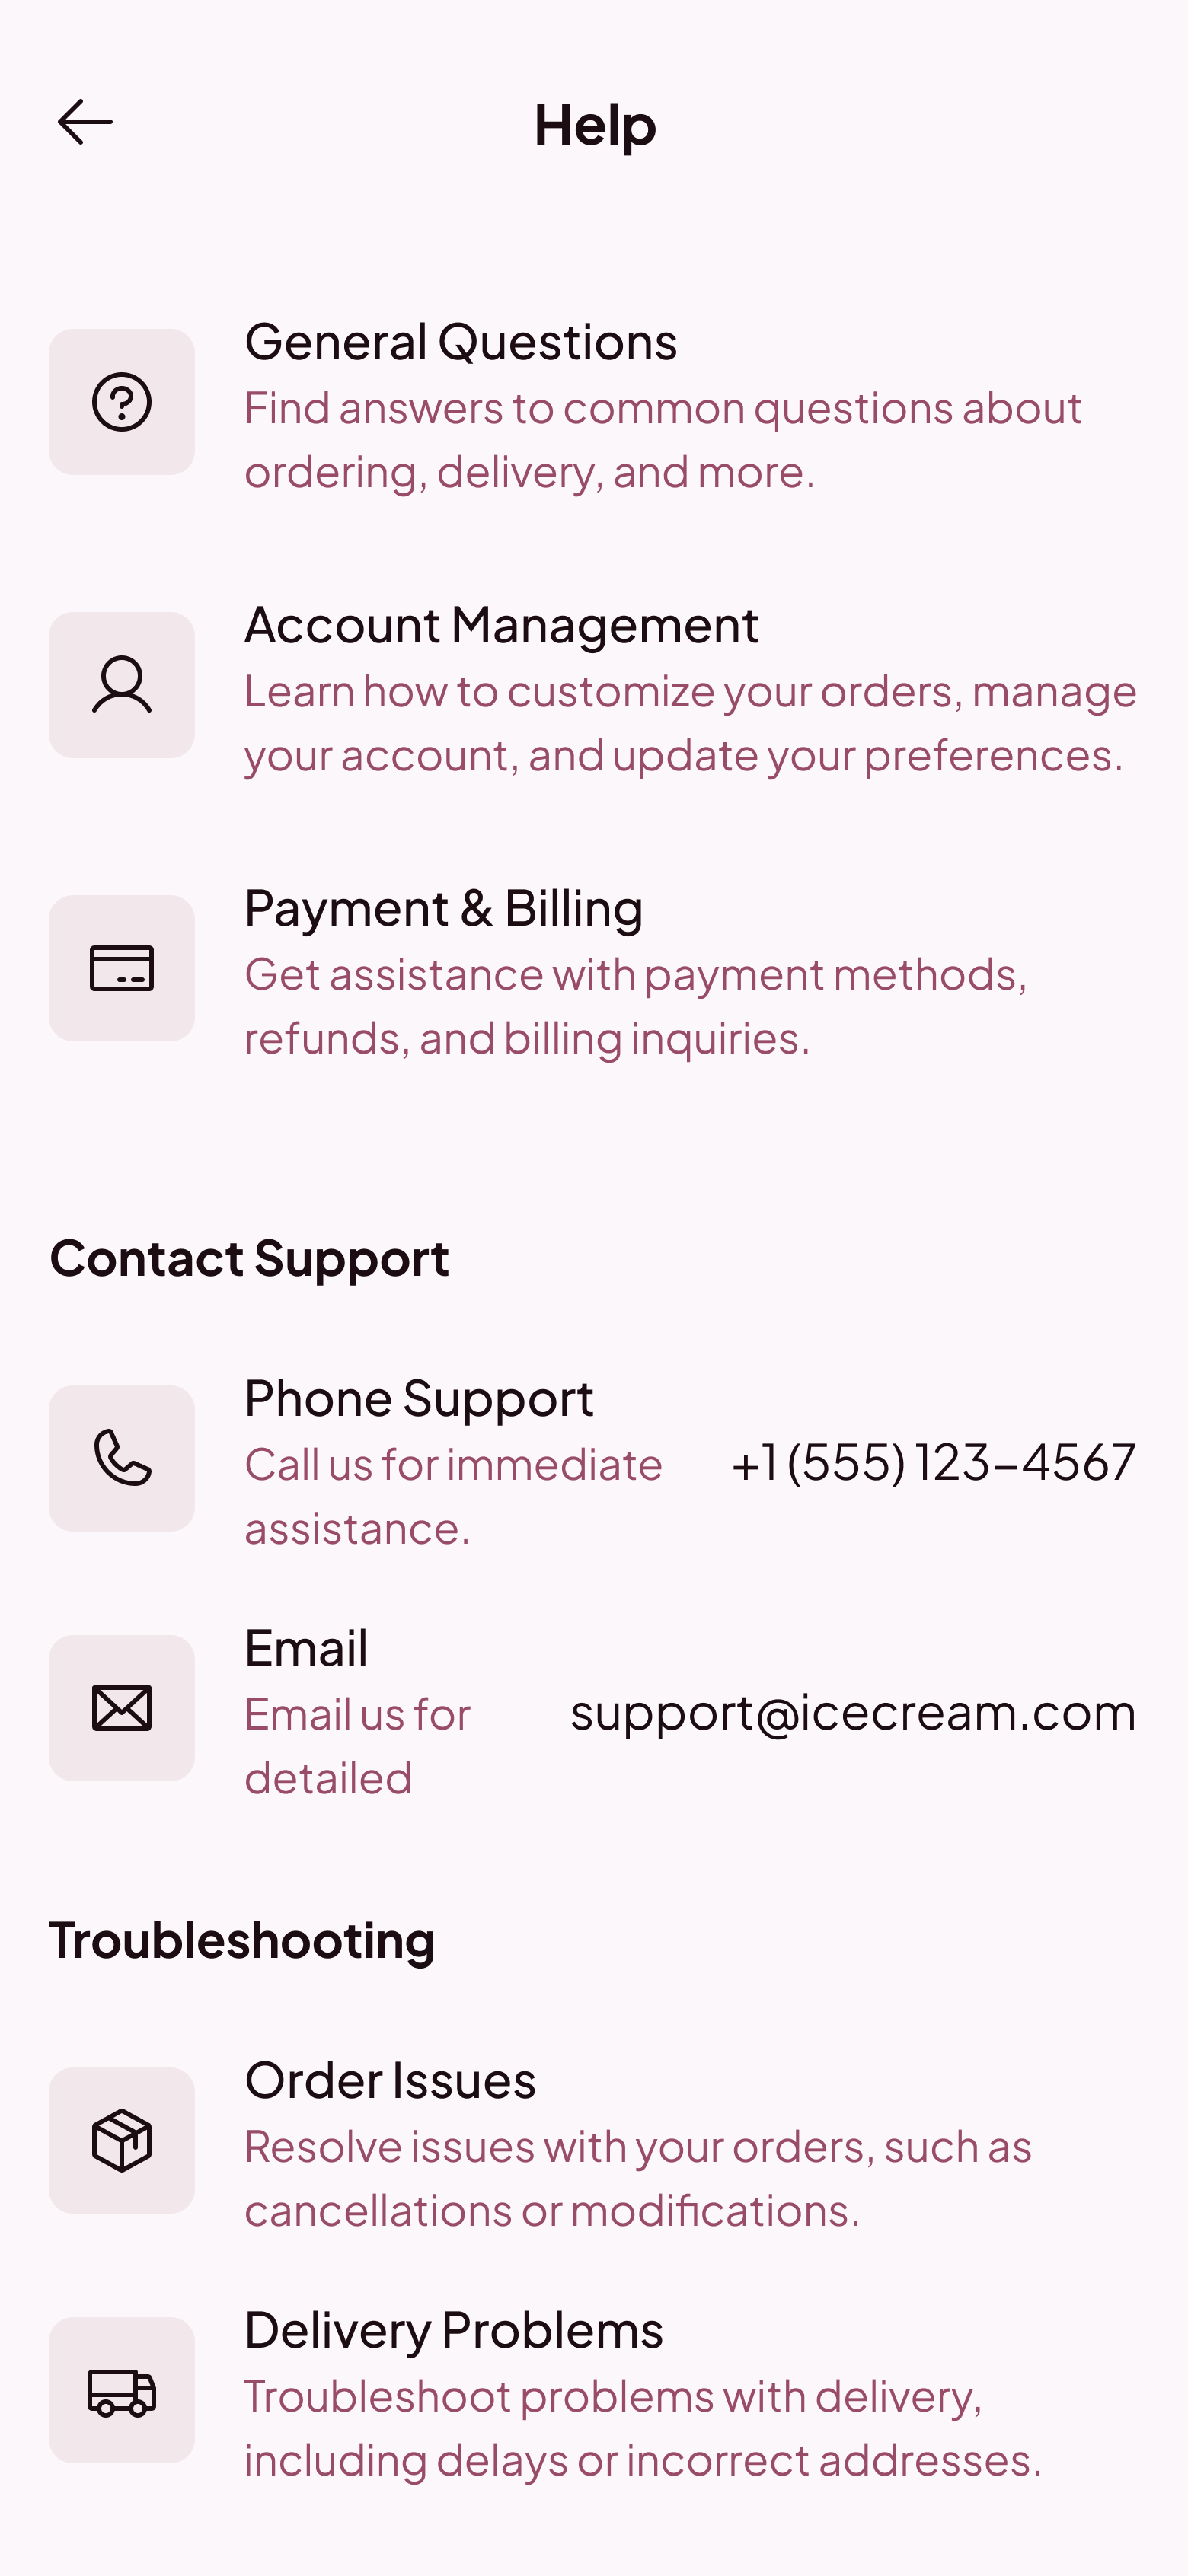 Help
General Questions
Find answers to common questions about
ordering, delivery, and more.
Account Management
Learn how to customize your orders, manage
your account, and update your preferences.
Payment & Billing
Get assistance with payment methods,
refunds, and billing inquiries.
Contact Support
Phone Support
Call us for immediate
assistance.
+1 (555) 123-4567
Email
Email us for
detailed
support@icecream.com
Troubleshooting
Order Issues
Resolve issues with your orders, such as
cancellations or modifications.
Delivery Problems
Troubleshoot problems with delivery,
including delays or incorrect addresses.